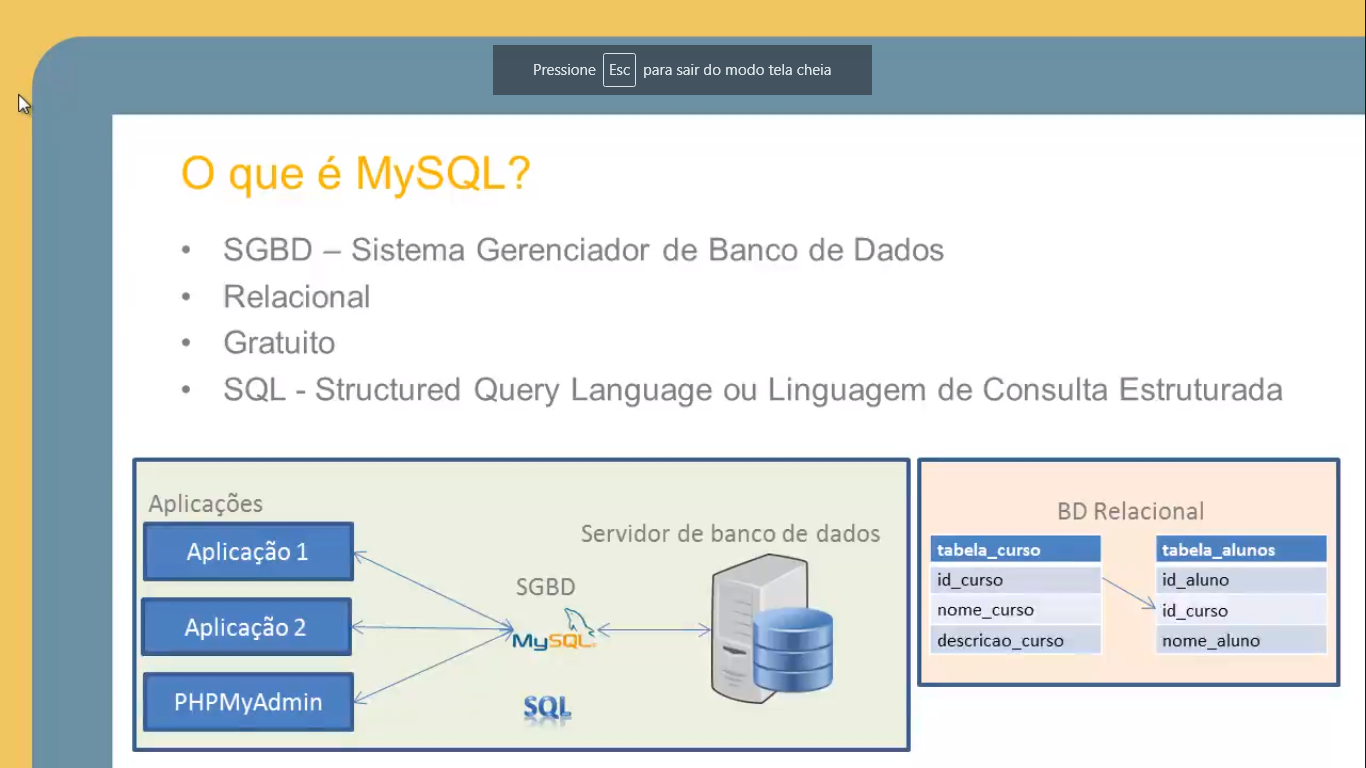 Pressione Esc para sair do modo tela cheia
O que é MySQL?
• SGBD – Sistema Gerenciador de Banco de Dados
• Relacional
• Gratuito
• SQL - Structured Query Language ou Linguagem de Consulta Estruturada
Aplicações
Aplicação 1
Aplicação 2
PHPMyAdmin
SGBD
MySQL
SQL
Servidor de banco de dados
BD Relacional
tabela_curso
id_curso
nome_curso
descricao_curso
tabela_alunos
id_aluno
id_curso
nome_aluno